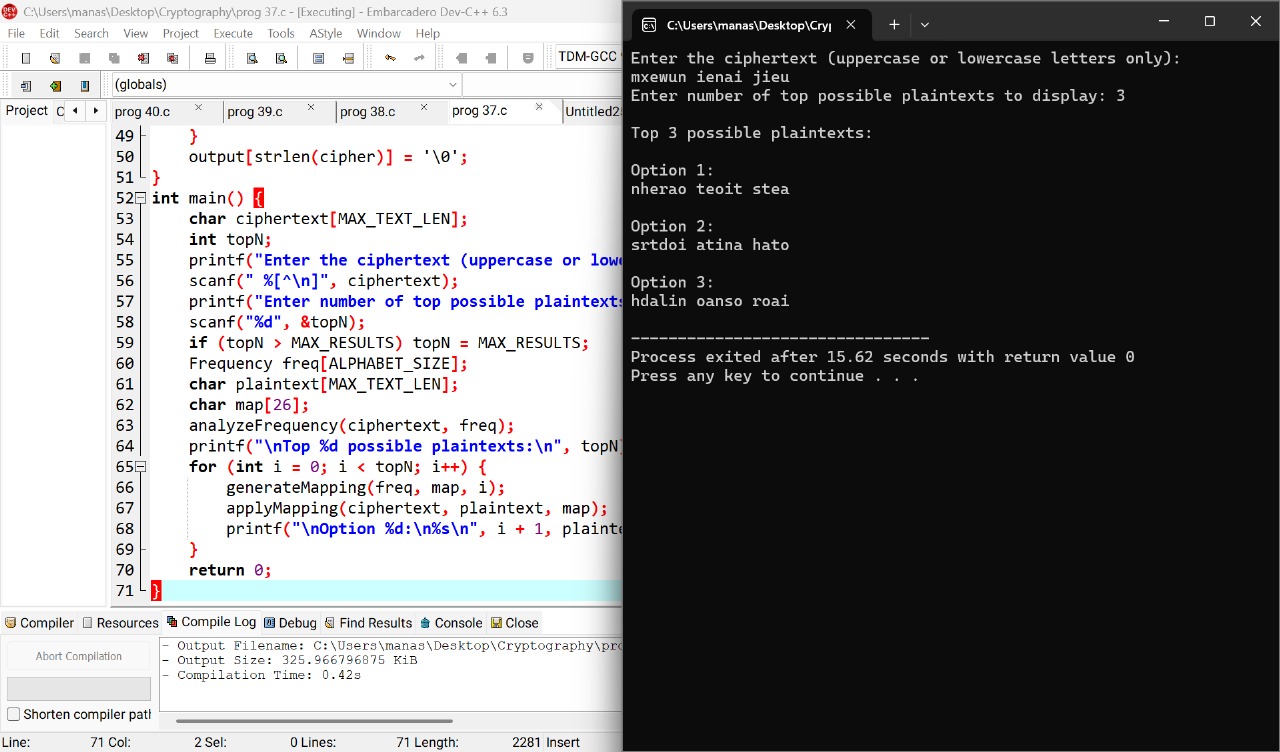 C:\Users\manas\Desktop\Cryptography\prog 37.c - [Executing] - Embarcadero Dev-C++ 6.3
File Edit Search View Project Execute Tools AStyle Window Help
TDM-GCC
(globals)
Project C prog 40.c prog 39.c prog 38.c prog 37.c Untitled2
49 }
50 output[strlen(cipher)] = '\0';
51 }
52 int main() {
53 char ciphertext[MAX_TEXT_LEN];
54 int topN;
55 printf("Enter the ciphertext (uppercase or lowe
56 scanf(" %[^\n]", ciphertext);
57 printf("Enter number of top possible plaintexts
58 scanf("%d", &topN);
59 if (topN > MAX_RESULTS) topN = MAX_RESULTS;
60 Frequency freq[ALPHABET_SIZE];
61 char plaintext[MAX_TEXT_LEN];
62 char map[26];
63 analyzeFrequency(ciphertext, freq);
64 printf("\nTop %d possible plaintexts:\n", topN)
65 for (int i = 0; i < topN; i++) {
66 generateMapping(freq, map, i);
67 applyMapping(ciphertext, plaintext, map);
68 printf("\nOption %d:\n%s\n", i + 1, plainte
69 }
70 return 0;
71 }
Compiler Resources Compile Log Debug Find Results Console Close
Abort Compilation
Shorten compiler path
- Output Filename: C:\Users\manas\Desktop\Cryptography\pro
- Output Size: 325.966796875 KiB
- Compilation Time: 0.42s
Line: 71 Col: 2 Sel: 0 Lines: 71 Length: 2281 Insert
C:\Users\manas\Desktop\Cryp
Enter the ciphertext (uppercase or lowercase letters only):
mxewun ienai jieu
Enter number of top possible plaintexts to display: 3
Top 3 possible plaintexts:
Option 1:
nherao teoit stea
Option 2:
srtdoi atina hato
Option 3:
hdalin oanso roai
--------------------------------
Process exited after 15.62 seconds with return value 0
Press any key to continue . . .